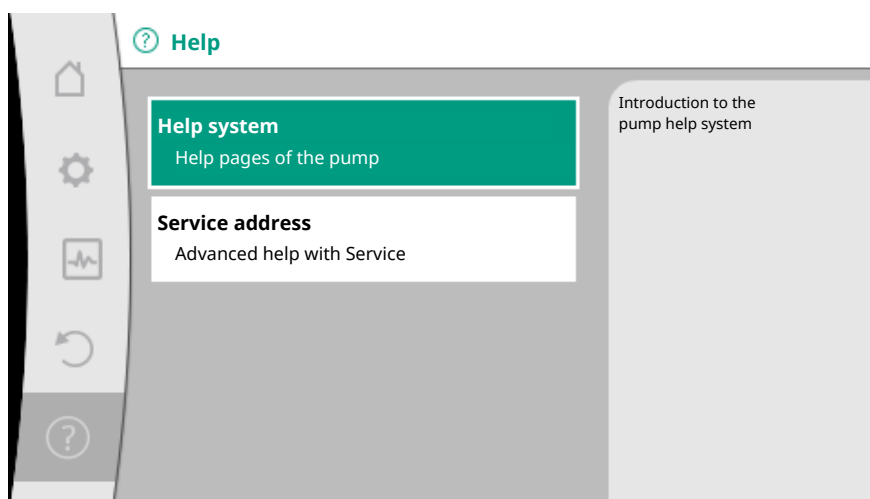 Help
Help system
Help pages of the pump
Service address
Advanced help with Service
Introduction to the
pump help system